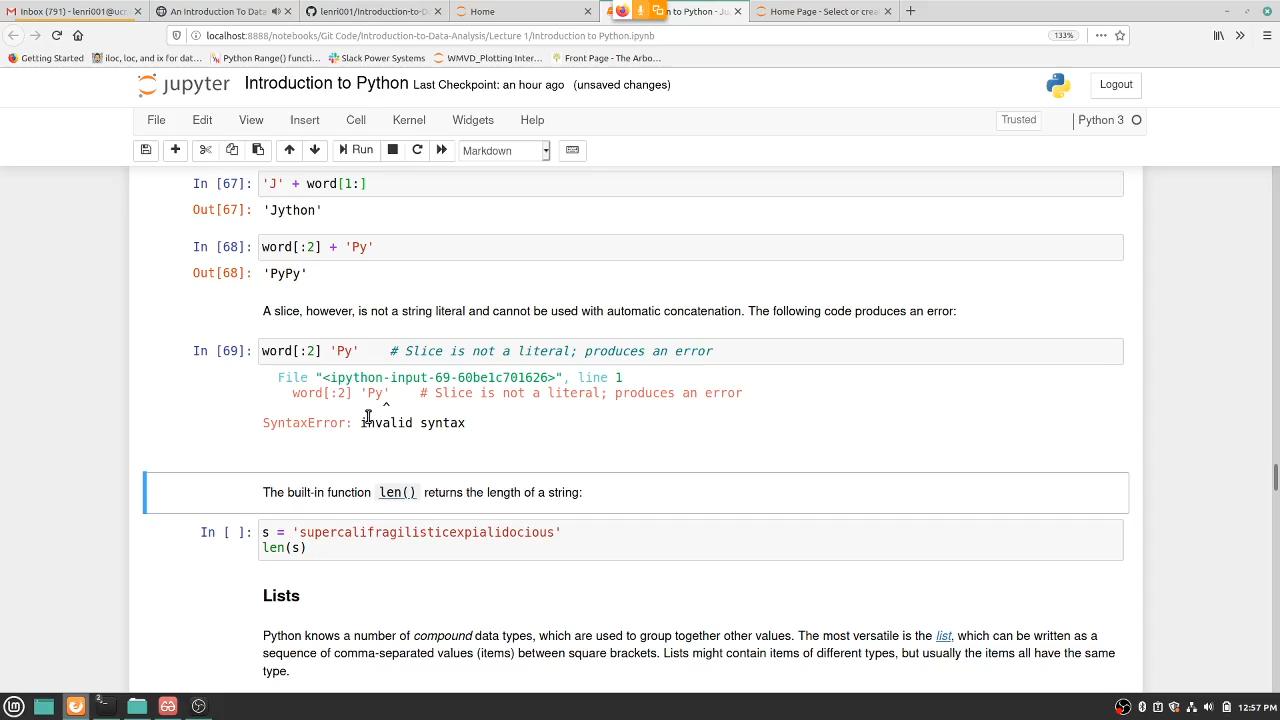 Inbox (791) - lenri001@ucr
An Introduction To Data
lenri001/Introduction-to-D
Home
n to Python - Ju
Home Page - Select or creat
localhost:8888/notebooks/Git Code/Introduction-to-Data-Analysis/Lecture 1/Introduction to Python.ipynb
133%
Getting Started
iloc, loc, and ix for dat...
Python Range() functi...
Slack Power Systems
WMVD_Plotting Inter...
Front Page - The Arbo...
jupyter Introduction to Python Last Checkpoint: an hour ago (unsaved changes)
Logout
File Edit View Insert Cell Kernel Widgets Help
Trusted
Python 3
Run
Markdown
In [67]: 'J' + word[1:]
Out[67]: 'Jython'
In [68]: word[:2] + 'Py'
Out[68]: 'PyPy'
A slice, however, is not a string literal and cannot be used with automatic concatenation. The following code produces an error:
In [69]: word[:2] 'Py'    # Slice is not a literal; produces an error
File "<ipython-input-69-60be1c701626>", line 1
word[:2] 'Py'    # Slice is not a literal; produces an error
^
SyntaxError: invalid syntax
The built-in function len() returns the length of a string:
In [ ]: s = 'supercalifragilisticexpialidocious'
len(s)
Lists
Python knows a number of compound data types, which are used to group together other values. The most versatile is the list, which can be written as a
sequence of comma-separated values (items) between square brackets. Lists might contain items of different types, but usually the items all have the same
type.
12:57 PM